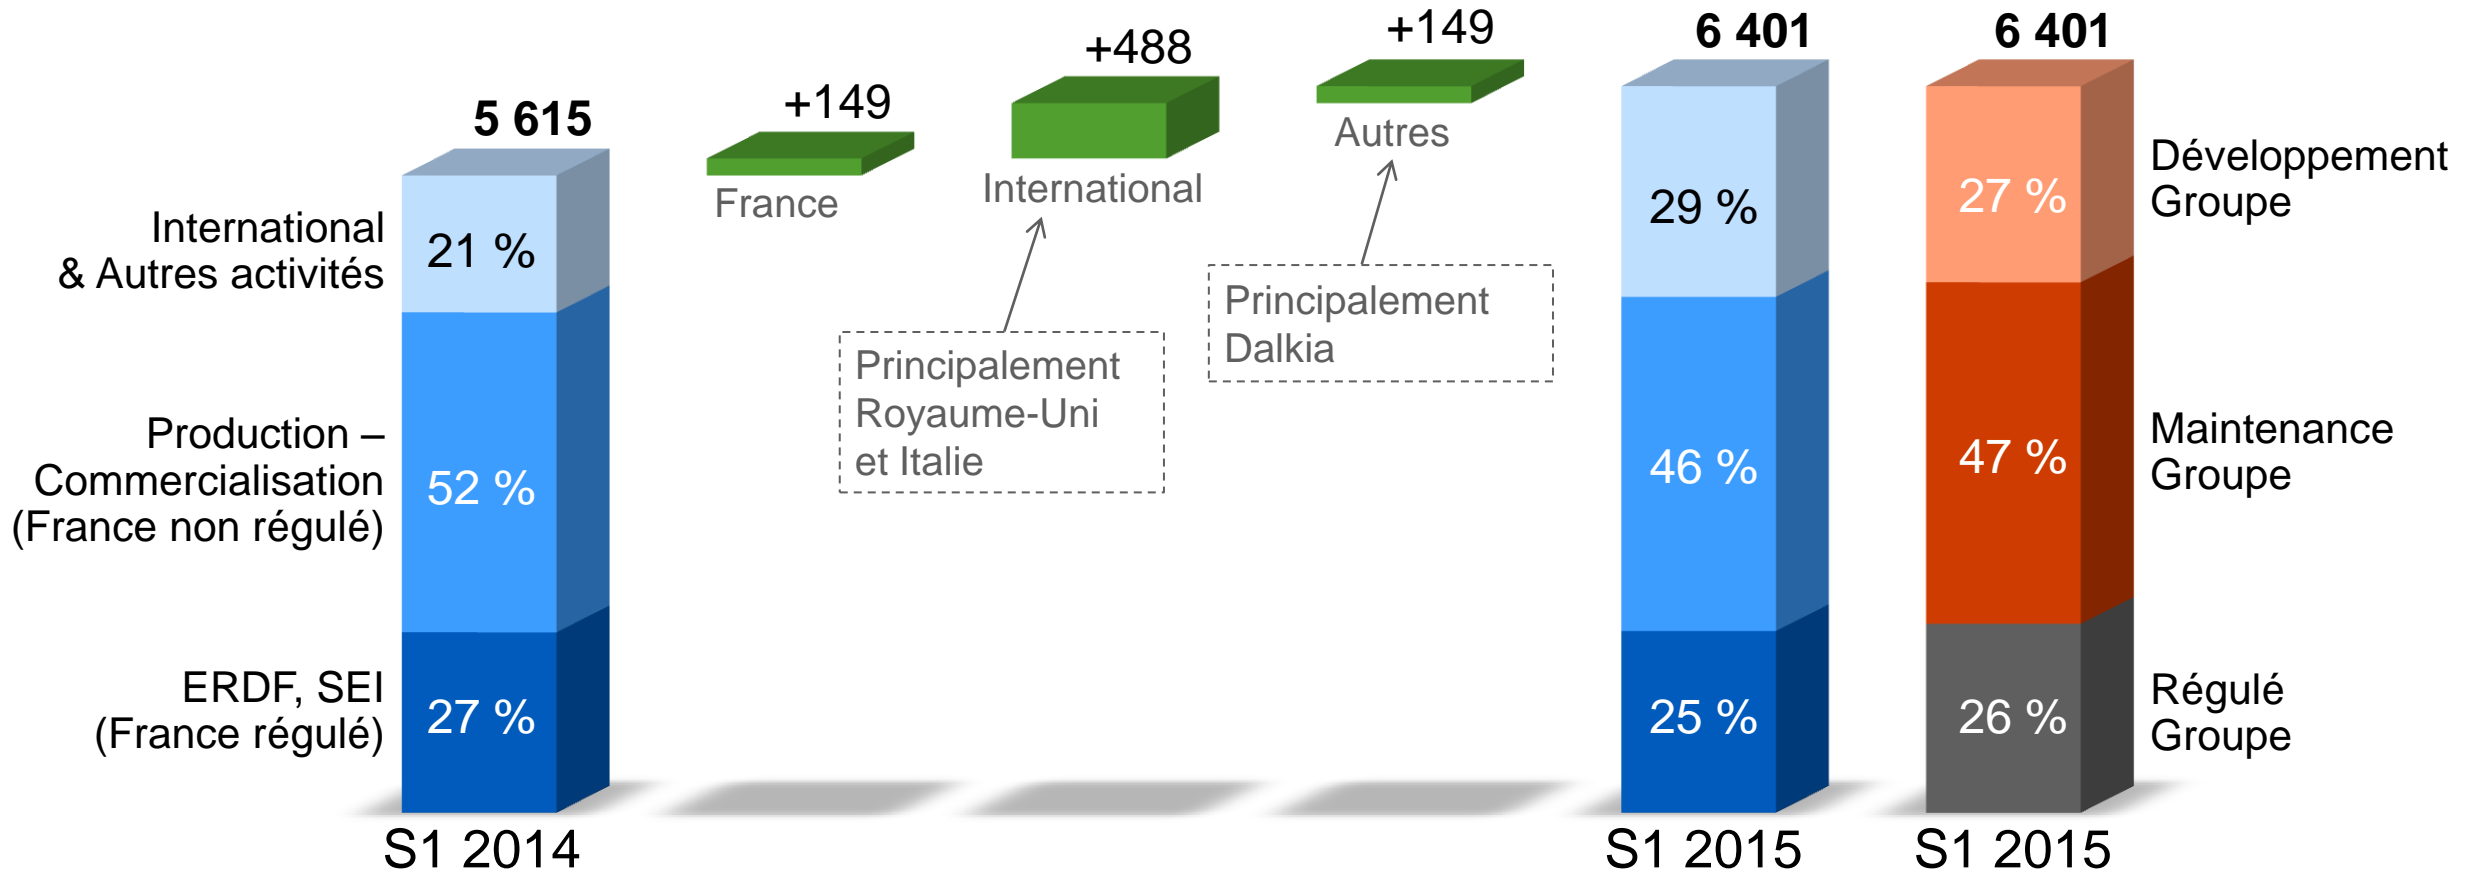 5 615
+149
+488
+149
6 401
6 401
International
& Autres activités
Production –
Commercialisation
(France non régulé)
ERDF, SEI
(France régulé)
21 %
52 %
27 %
S1 2014
France
International
Autres
Principalement
Royaume-Uni
et Italie
Principalement
Dalkia
29 %
46 %
25 %
S1 2015
27 %
47 %
26 %
S1 2015
Développement
Groupe
Maintenance
Groupe
Régulé
Groupe